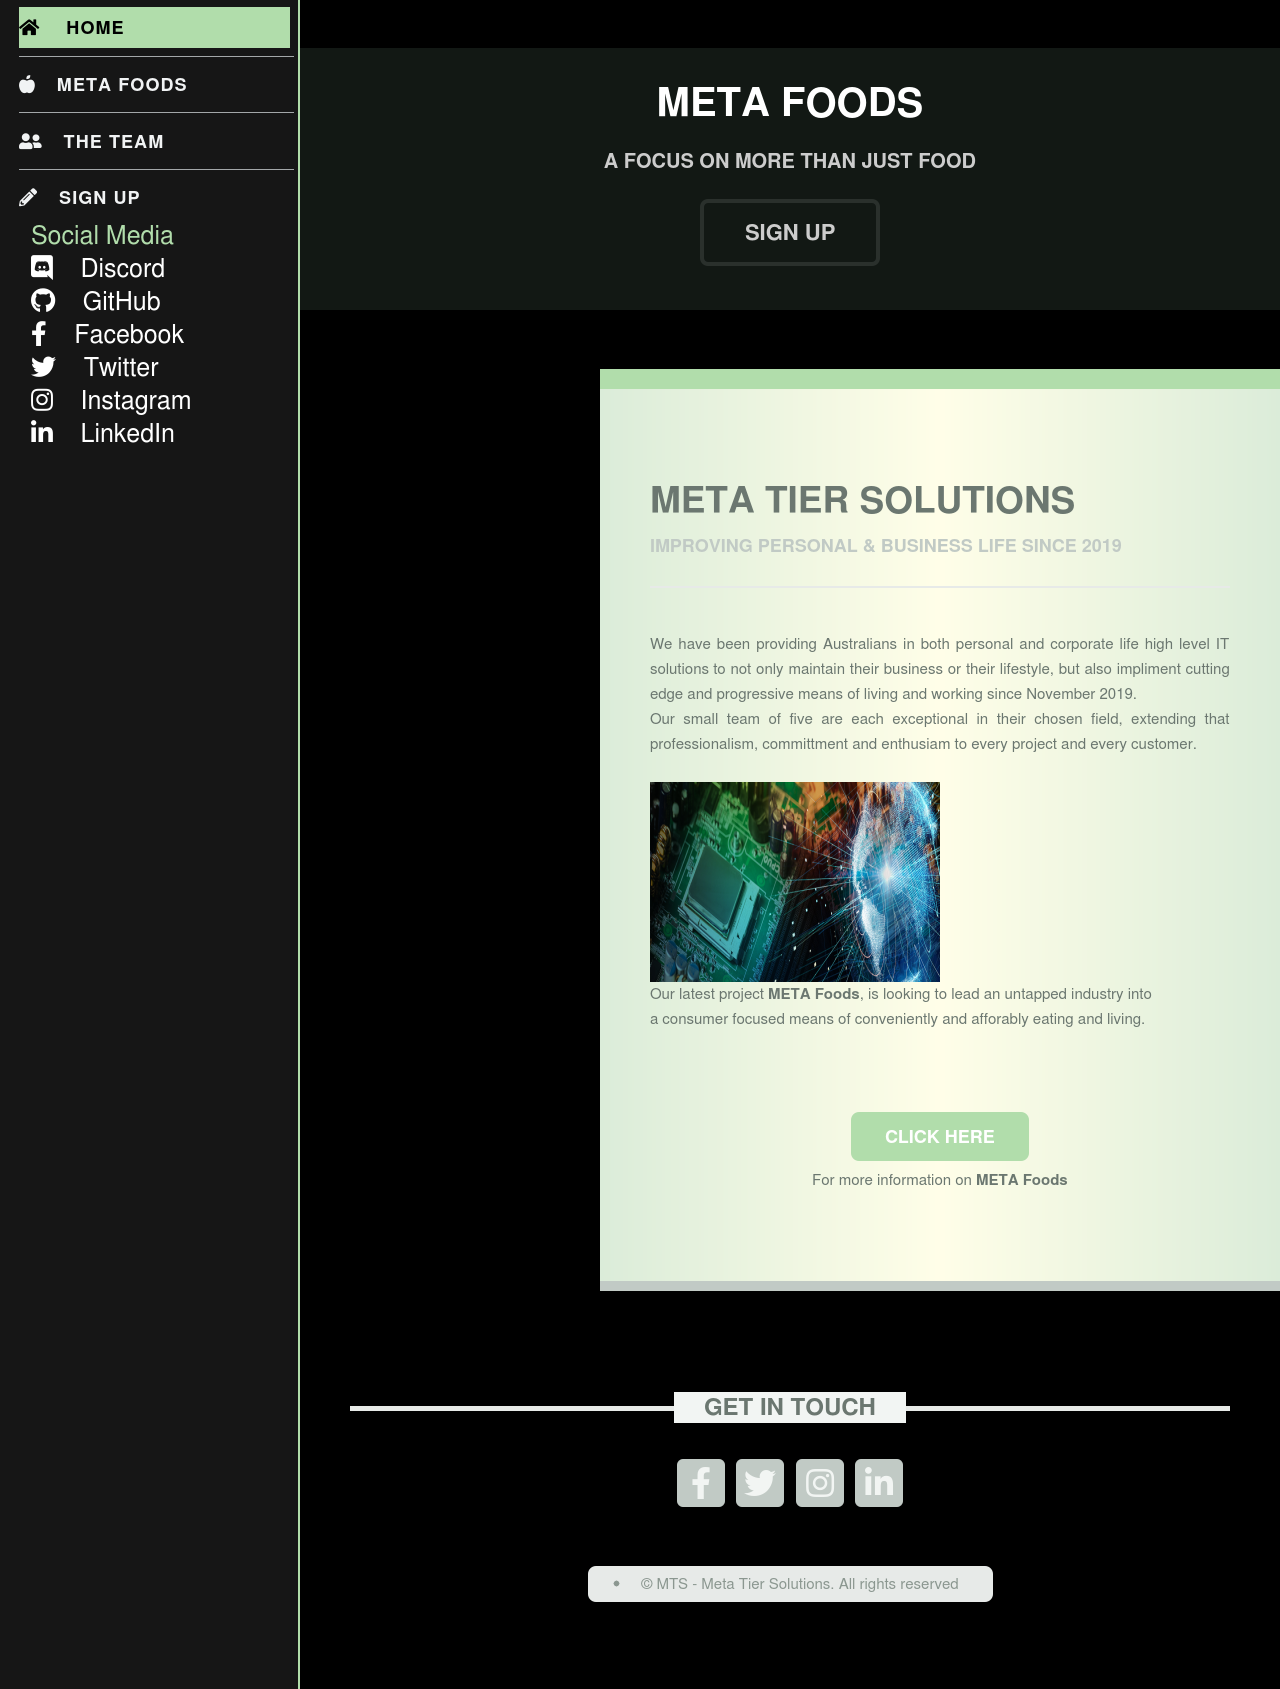 HOME
META FOODS
THE TEAM
SIGN UP
Social Media
Discord
GitHub
Facebook
Twitter
Instagram
LinkedIn
META FOODS
A FOCUS ON MORE THAN JUST FOOD
SIGN UP
META TIER SOLUTIONS
IMPROVING PERSONAL & BUSINESS LIFE SINCE 2019
We have been providing Australians in both personal and corporate life high level IT
solutions to not only maintain their business or their lifestyle, but also impliment cutting
edge and progressive means of living and working since November 2019.
Our small team of five are each exceptional in their chosen field, extending that
professionalism, committment and enthusiam to every project and every customer.
Our latest project META Foods, is looking to lead an untapped industry into
a consumer focused means of conveniently and afforably eating and living.
CLICK HERE
For more information on META Foods
GET IN TOUCH
• © MTS - Meta Tier Solutions. All rights reserved